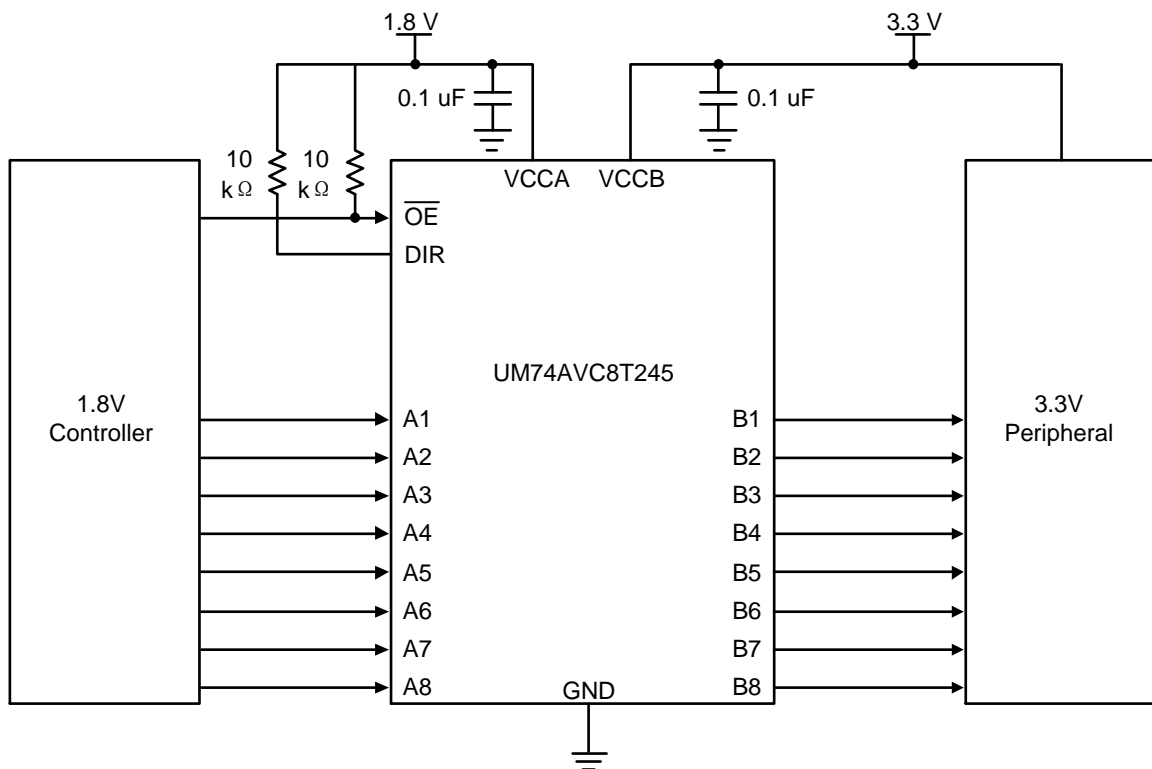 1.8 V
3.3 V
0.1 uF
0.1 uF
10
kΩ
10
kΩ
VCCA
VCCB
OE
DIR
UM74AVC8T245
1.8V
Controller
3.3V
Peripheral
A1
B1
A2
B2
A3
B3
A4
B4
A5
B5
A6
B6
A7
B7
A8
B8
GND